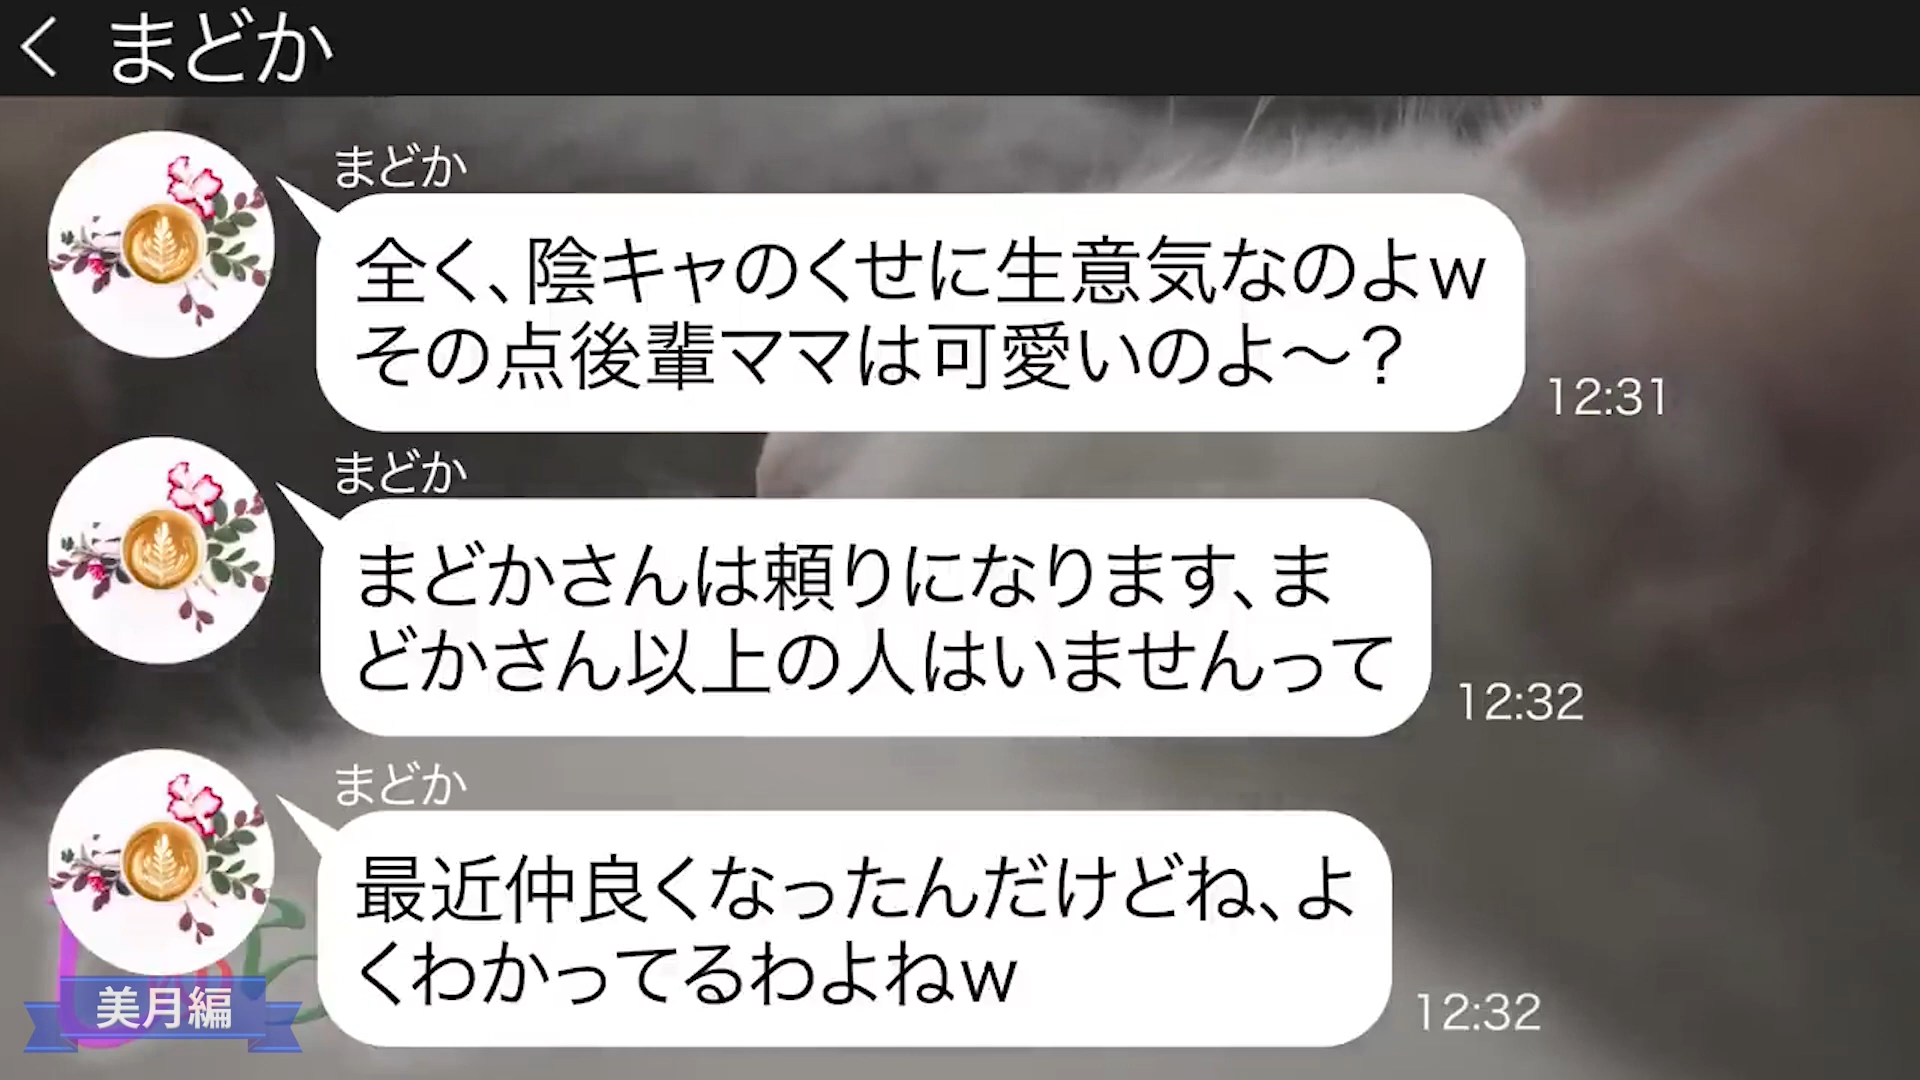 まどか
まどか
全く、陰キャのくせに生意気なのよw
その点後輩ママは可愛いのよ～？
12:31
まどか
まどかさんは頼りになります、ま
どかさん以上の人はいませんって
12:32
まどか
最近仲良くなったんだけどね、よ
くわかってるわよねw
12:32
美月編